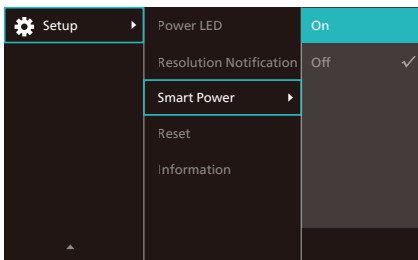 Setup
Power LED
Resolution Notification
Smart Power
Reset
Information
On
Off